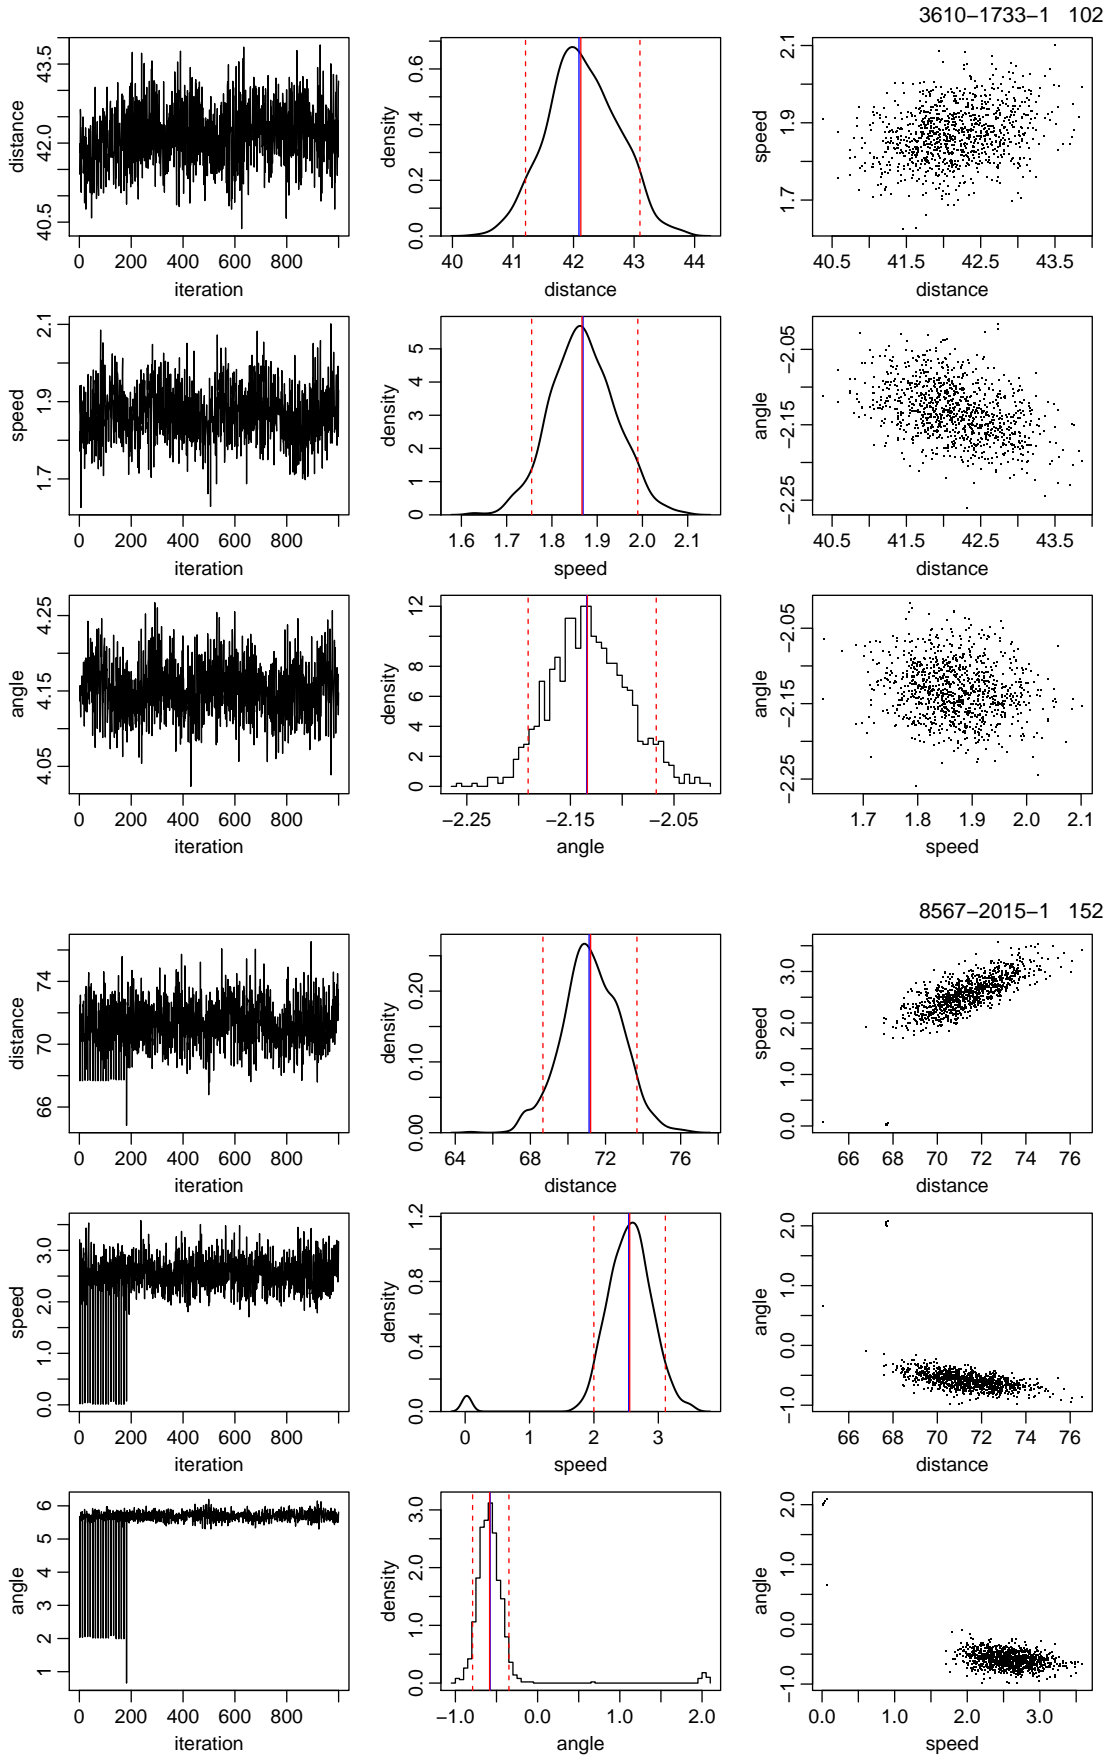 3610−1733−1 102
distance
40.5 42.0 43.5
0 200 400 600 800
iteration
density
0.0 0.2 0.4 0.6
40 41 42 43 44
distance
speed
1.7 1.9 2.1
40.5 41.5 42.5 43.5
distance
speed
1.7 1.9 2.1
0 200 400 600 800
iteration
density
0 1 2 3 4 5
1.6 1.7 1.8 1.9 2.0 2.1
speed
angle
−2.25 −2.15 −2.05
40.5 41.5 42.5 43.5
distance
angle
4.05 4.15 4.25
0 200 400 600 800
iteration
density
0 2 4 6 8 12
−2.25 −2.15 −2.05
angle
angle
−2.25 −2.15 −2.05
1.7 1.8 1.9 2.0 2.1
speed
8567−2015−1 152
distance
66 70 74
0 200 400 600 800
iteration
density
0.00 0.10 0.20
64 68 72 76
distance
speed
0.0 1.0 2.0 3.0
66 68 70 72 74 76
distance
speed
0.0 1.0 2.0 3.0
0 200 400 600 800
iteration
density
0.0 0.4 0.8 1.2
0 1 2 3
speed
angle
−1.0 0.0 1.0 2.0
66 68 70 72 74 76
distance
angle
1 2 3 4 5 6
0 200 400 600 800
iteration
density
0.0 1.0 2.0 3.0
−1.0 0.0 1.0 2.0
angle
angle
−1.0 0.0 1.0 2.0
0.0 1.0 2.0 3.0
speed